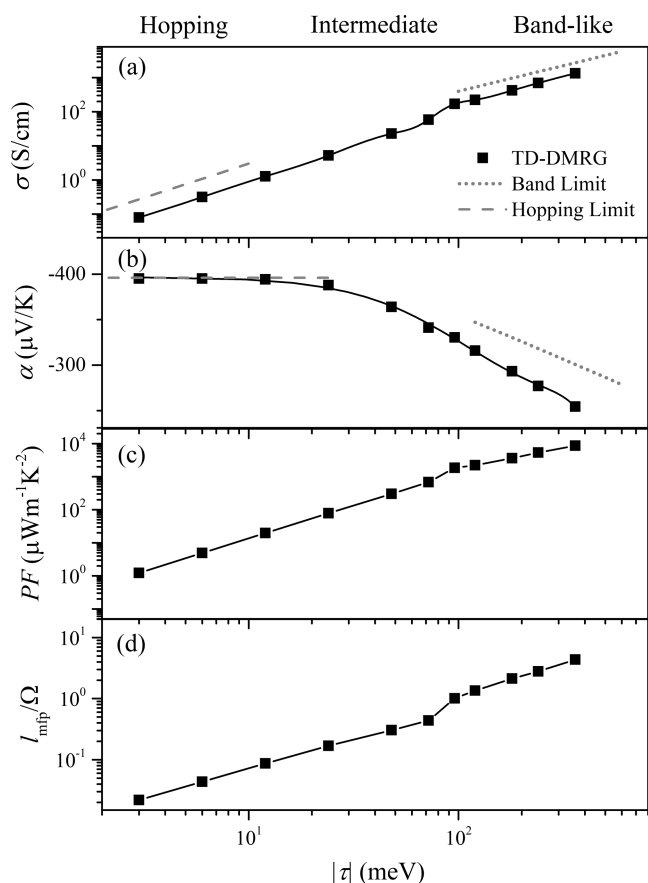 Hopping Intermediate Band-like
(a)
σ (S/cm)
10²
10⁰
TD-DMRG
Band Limit
Hopping Limit
(b)
α (μV/K)
-400
-300
(c)
PF (μWm⁻¹K⁻²)
10⁴
10²
10⁰
(d)
l_mfp/Ω
10¹
10⁰
10⁻¹
10¹ 10²
|τ| (meV)